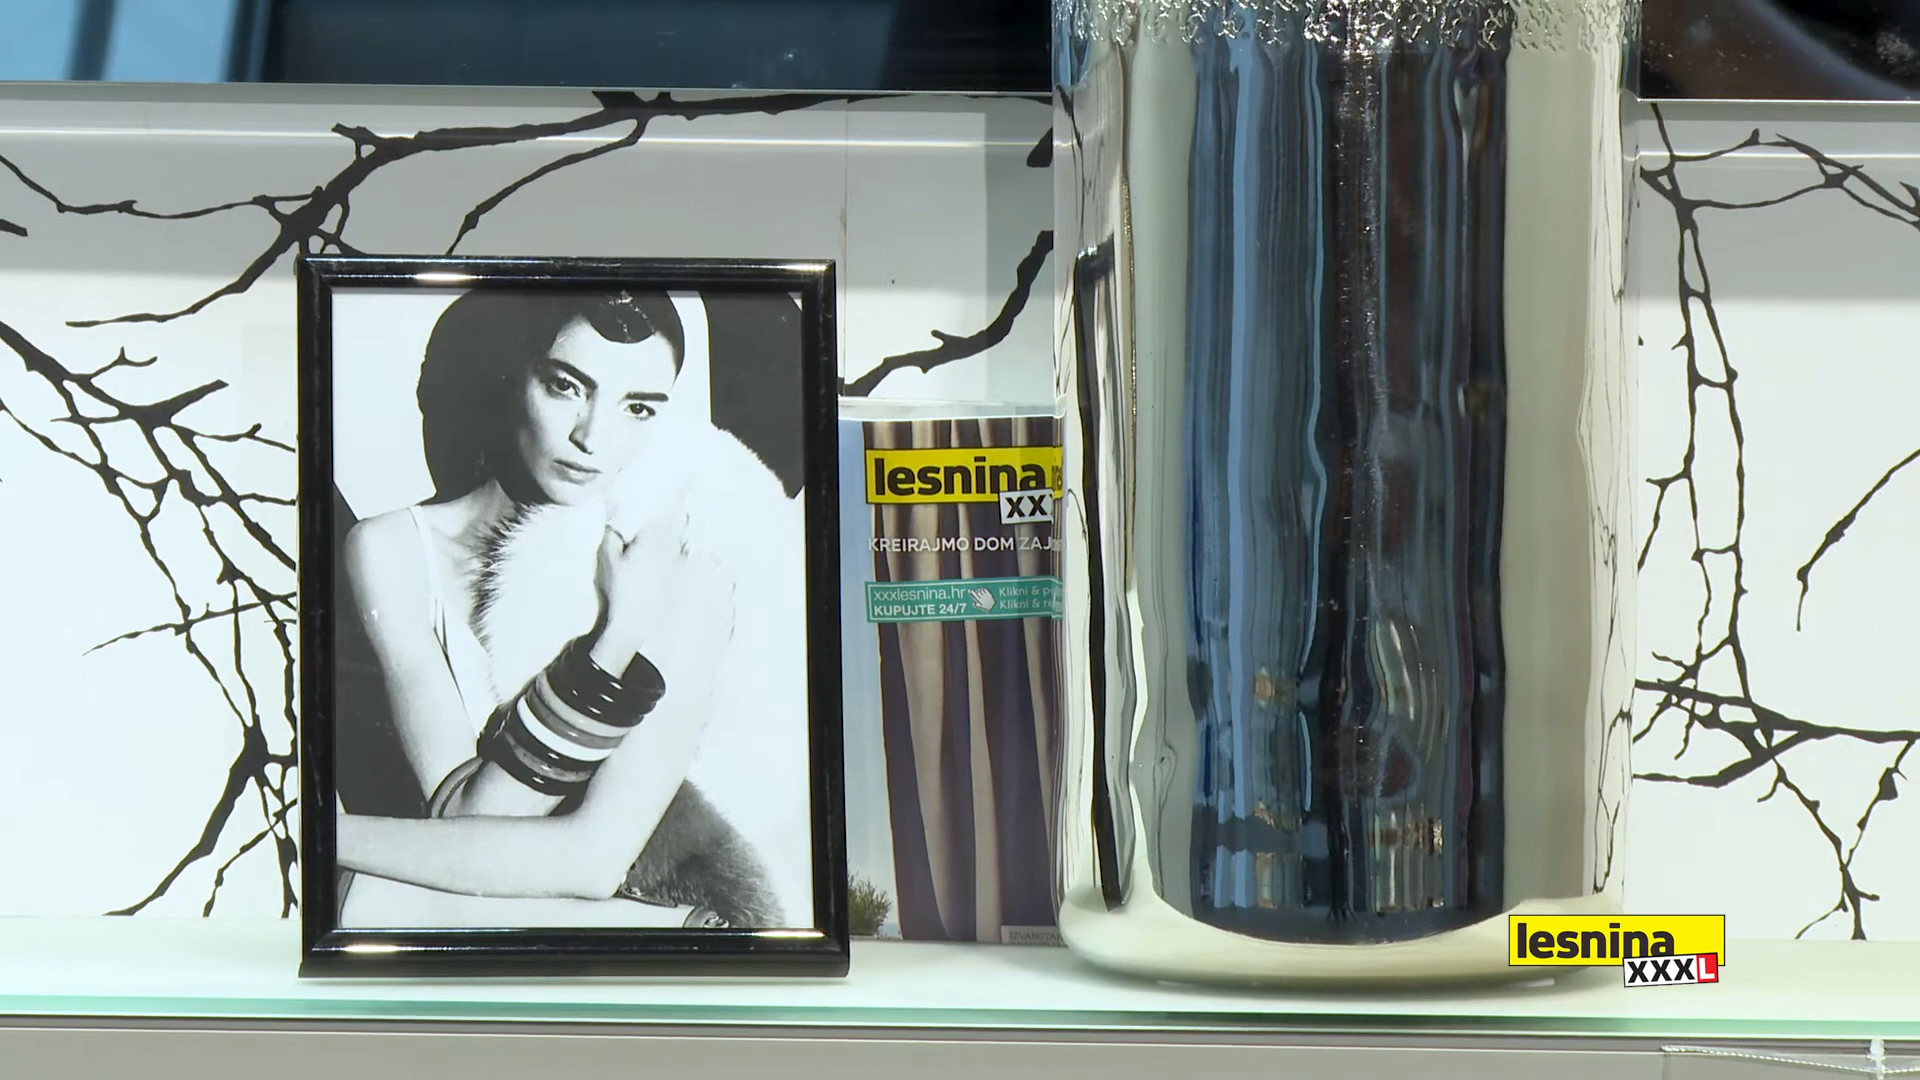 lesnina
XX
KREIRAJMO DOM ZAJ
xxxlesnina.hr
KUPUJTE 24/7
Klikni & p
Klikni & r
lesnina
XXXL